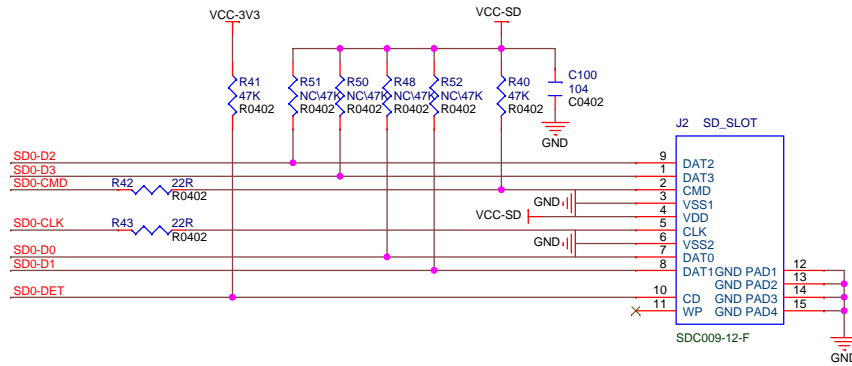 VCC-3V3
VCC-SD
R41
47K
R0402
R51
NC\47K
R0402
R50
NC\47K
R0402
R48
NC\47K
R0402
R52
NC\47K
R0402
R40
47K
R0402
C100
104
C0402
GND
J2 SD_SLOT
SD0-D2
9 DAT2
SD0-D3
1 DAT3
SD0-CMD
R42 22R
R0402
2 CMD
GND
3 VSS1
VCC-SD
4 VDD
SD0-CLK
R43 22R
R0402
5 CLK
GND
6 VSS2
SD0-D0
7 DAT0
SD0-D1
8 DAT1
GND PAD1 12
GND PAD2 13
SD0-DET
10 CD
GND PAD3 14
11 WP
GND PAD4 15
SDC009-12-F
GND